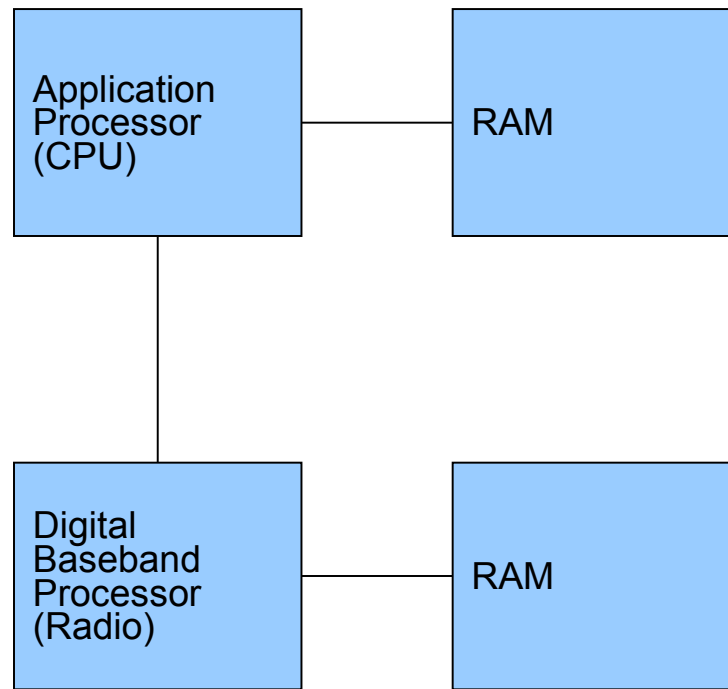 Application
Processor
(CPU)
RAM
Digital
Baseband
Processor
(Radio)
RAM